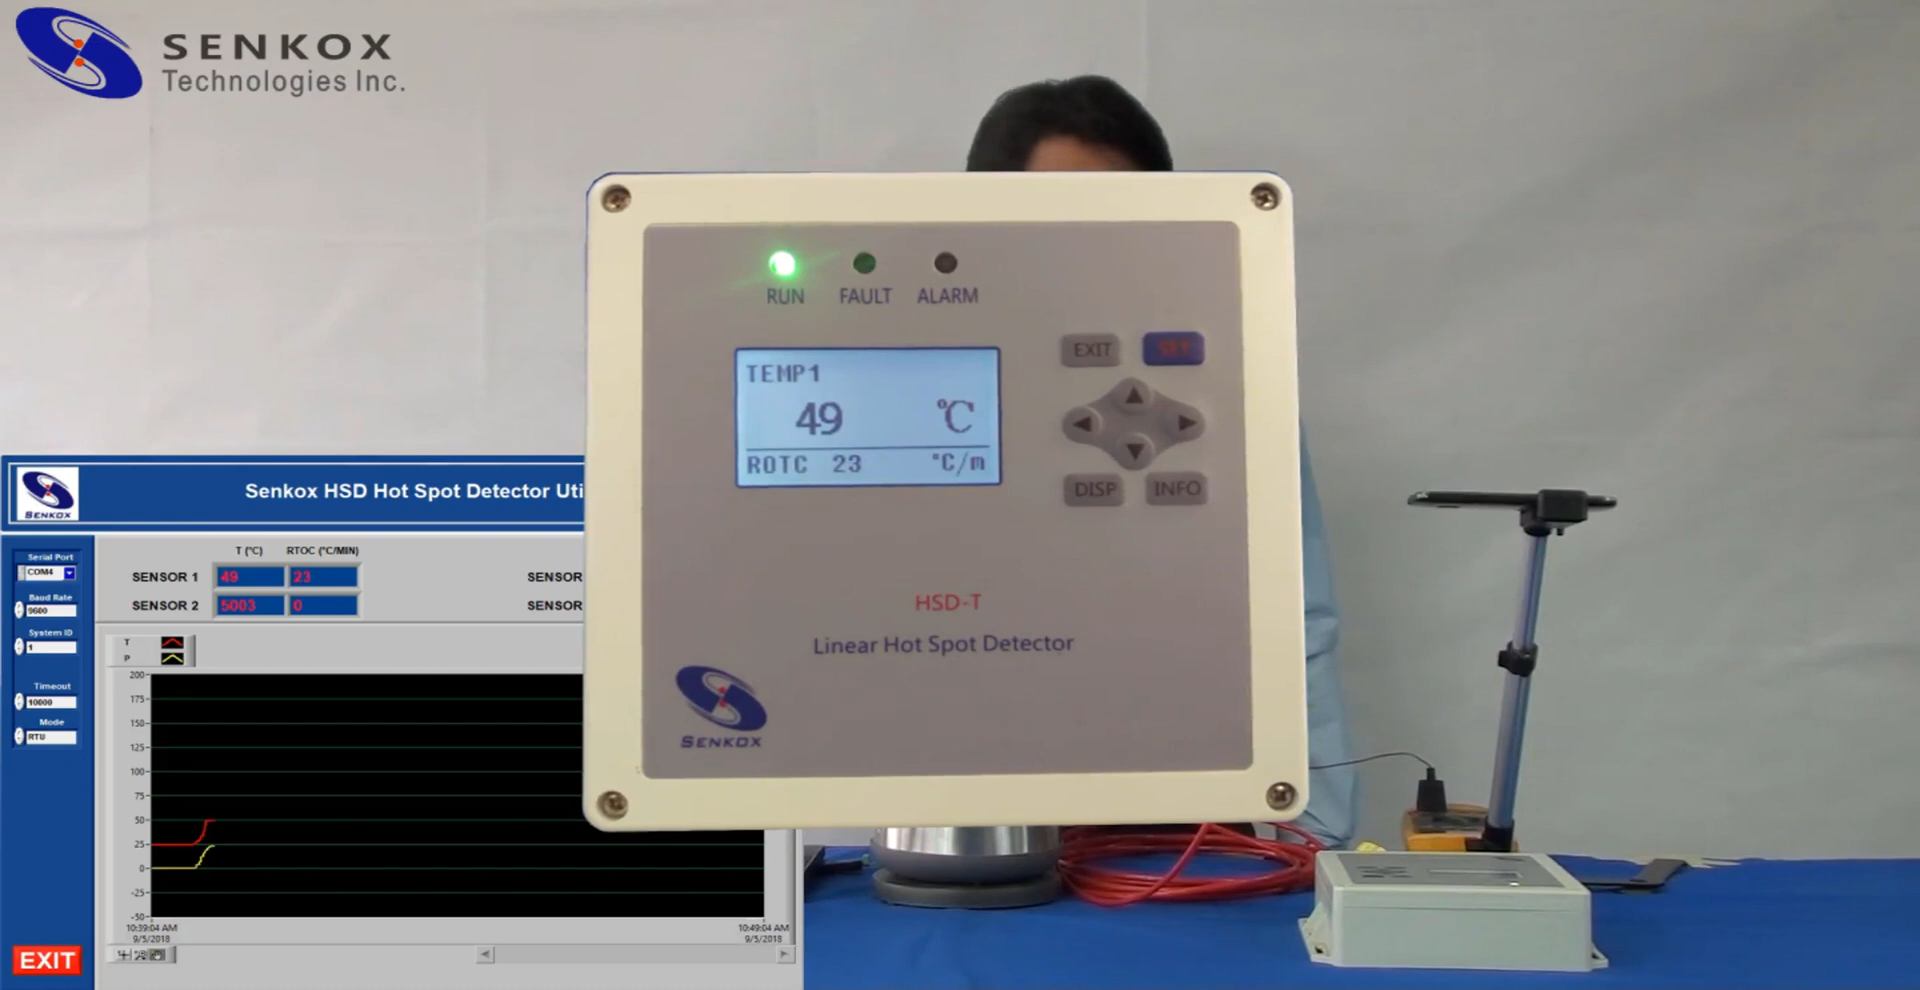 SENKOX
Technologies Inc.
RUN FAULT ALARM
TEMP1
49 ℃
ROTC 23 °C/m
EXIT SET
DISP INFO
HSD-T
Linear Hot Spot Detector
SENKOX
SENKOX
Senkox HSD Hot Spot Detector Uti
Serial Port
COM4
Baud Rate
9600
System ID
1
Timeout
10000
Mode
RTU
EXIT
T (°C) RTOC (°C/MIN)
SENSOR 1 49 23 SENSOR
SENSOR 2 5003 0 SENSOR
T
P
200
175
150
125
100
75
50
25
0
-25
-50
10:39:04 AM 10:49:04 AM
9/5/2018 9/5/2018